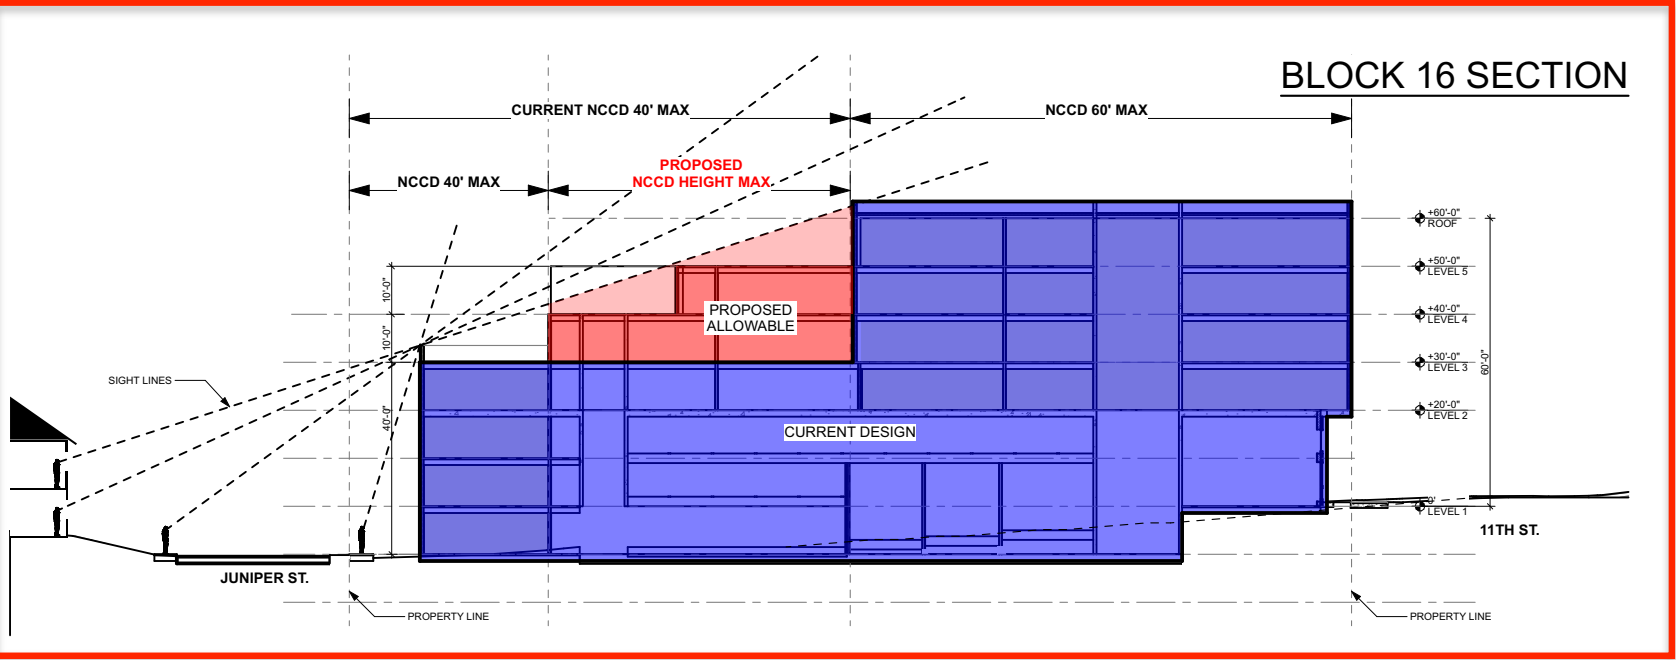 BLOCK 16 SECTION
CURRENT NCCD 40' MAX
NCCD 60' MAX
PROPOSED
NCCD HEIGHT MAX
NCCD 40' MAX
+60'-0"
ROOF
+50'-0"
LEVEL 5
10'-0"
PROPOSED
ALLOWABLE
+40'-0"
LEVEL 4
10'-0"
+30'-0"
LEVEL 3
60'-0"
SIGHT LINES
+20'-0"
LEVEL 2
40'-0"
CURRENT DESIGN
0'
LEVEL 1
11TH ST.
JUNIPER ST.
PROPERTY LINE
PROPERTY LINE